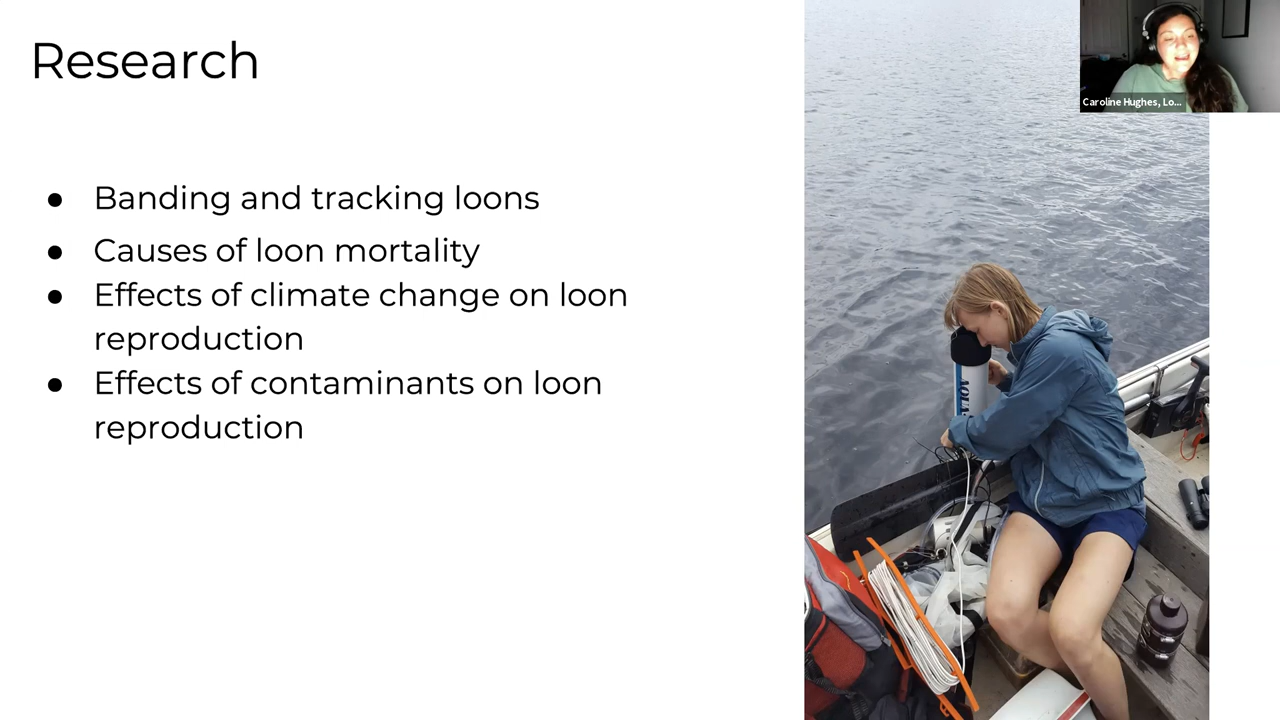 Research
● Banding and tracking loons
● Causes of loon mortality
● Effects of climate change on loon
reproduction
● Effects of contaminants on loon
reproduction
Caroline Hughes, Lo...